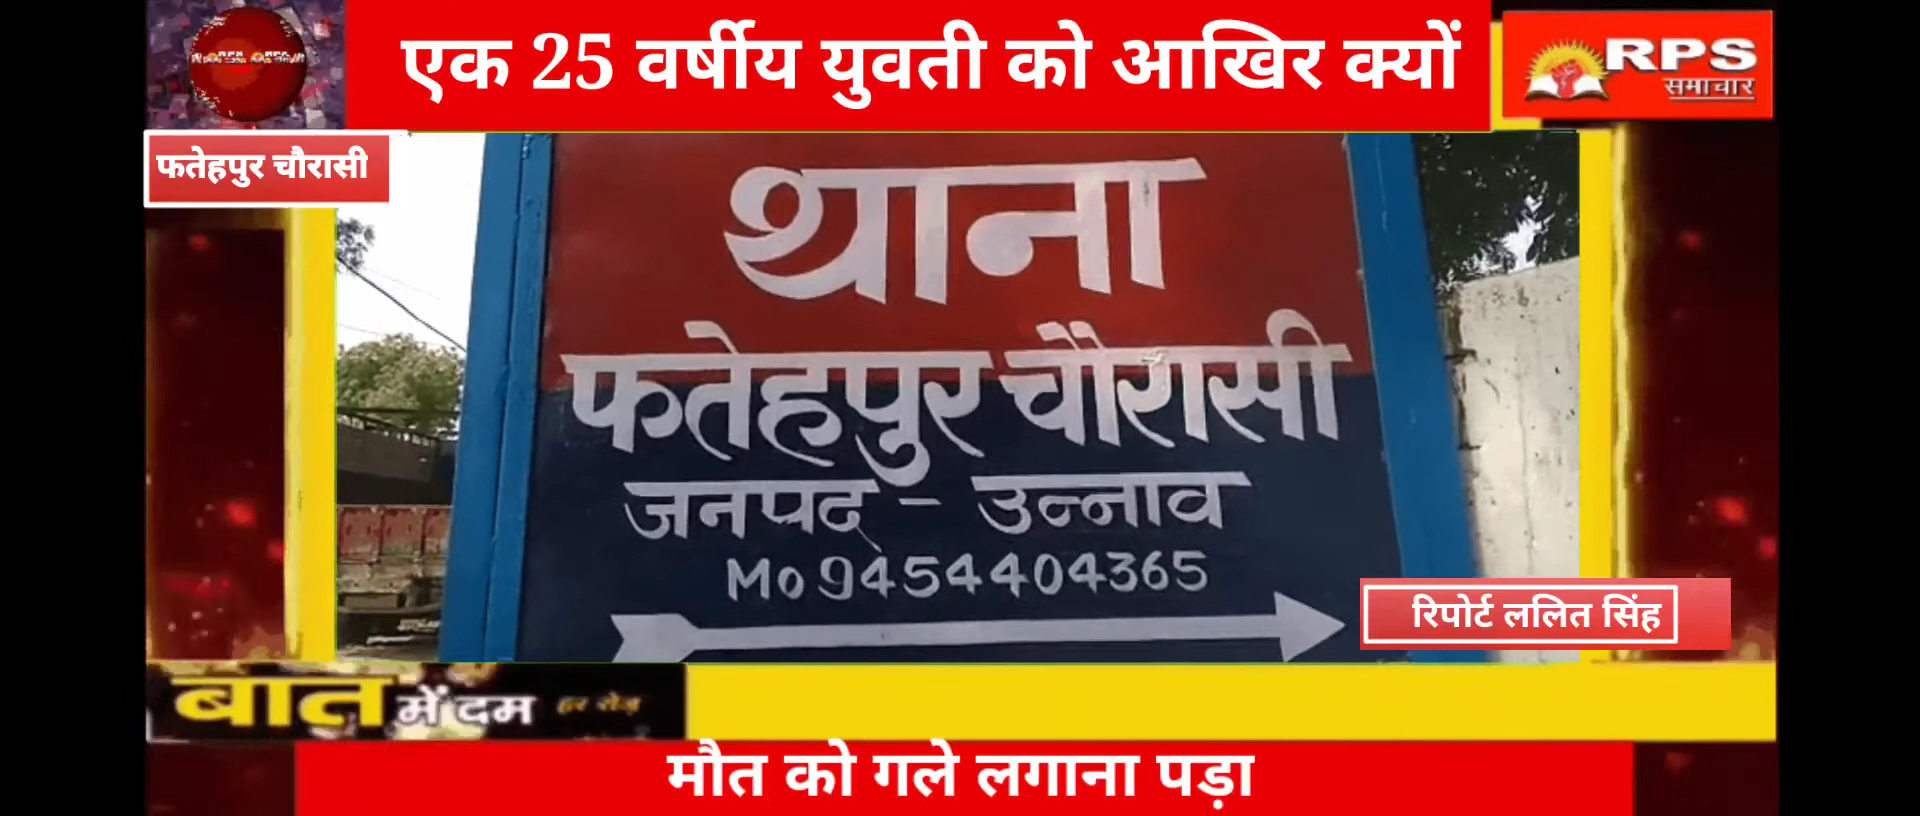 एक 25 वर्षीय युवती को आखिर क्यों
RPS
समाचार
फतेहपुर चौरासी
थाना
फतेहपुर चौरासी
जनपद - उन्नाव
Mo 9454404365
रिपोर्ट ललित सिंह
बात में दम हर रोज़
मौत को गले लगाना पड़ा